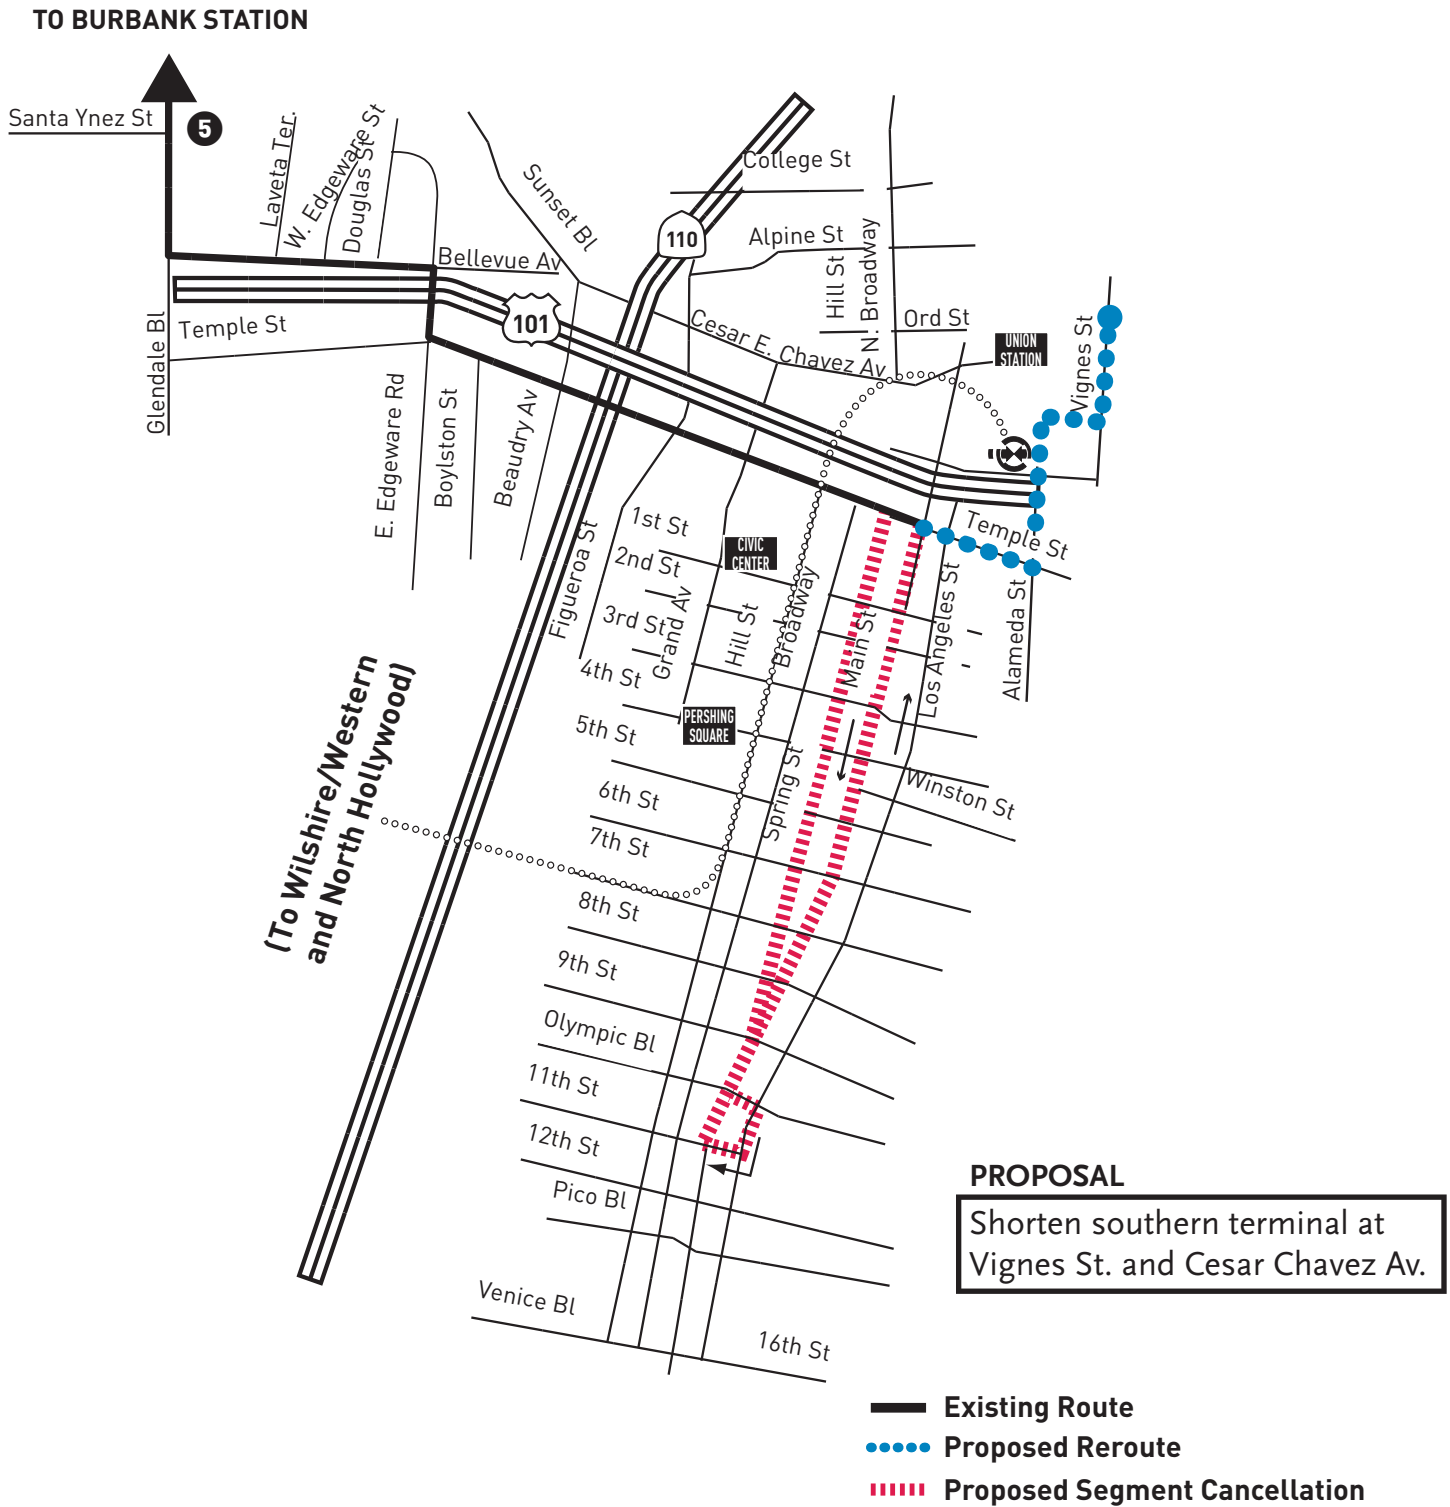 TO BURBANK STATION
Santa Ynez St
5
Laveta Ter.
W. Edgeware St
Douglas St
Sunset Bl
College St
110
Alpine St
Hill St
N. Broadway
Bellevue Av
101
Cesar E. Chavez Av
Ord St
UNION
STATION
Vignes St
Glendale Bl
Temple St
E. Edgeware Rd
Boylston St
Beaudry Av
Figueroa St
1st St
CIVIC
CENTER
2nd St
3rd St
Grand Av
Hill St
Broadway
Main St
Los Angeles St
Temple St
Alameda St
4th St
PERSHING
SQUARE
5th St
Spring St
Winston St
6th St
7th St
(To Wilshire/Western
and North Hollywood)
8th St
9th St
Olympic Bl
11th St
12th St
Pico Bl
Venice Bl
16th St
PROPOSAL
Shorten southern terminal at
Vignes St. and Cesar Chavez Av.
Existing Route
Proposed Reroute
Proposed Segment Cancellation